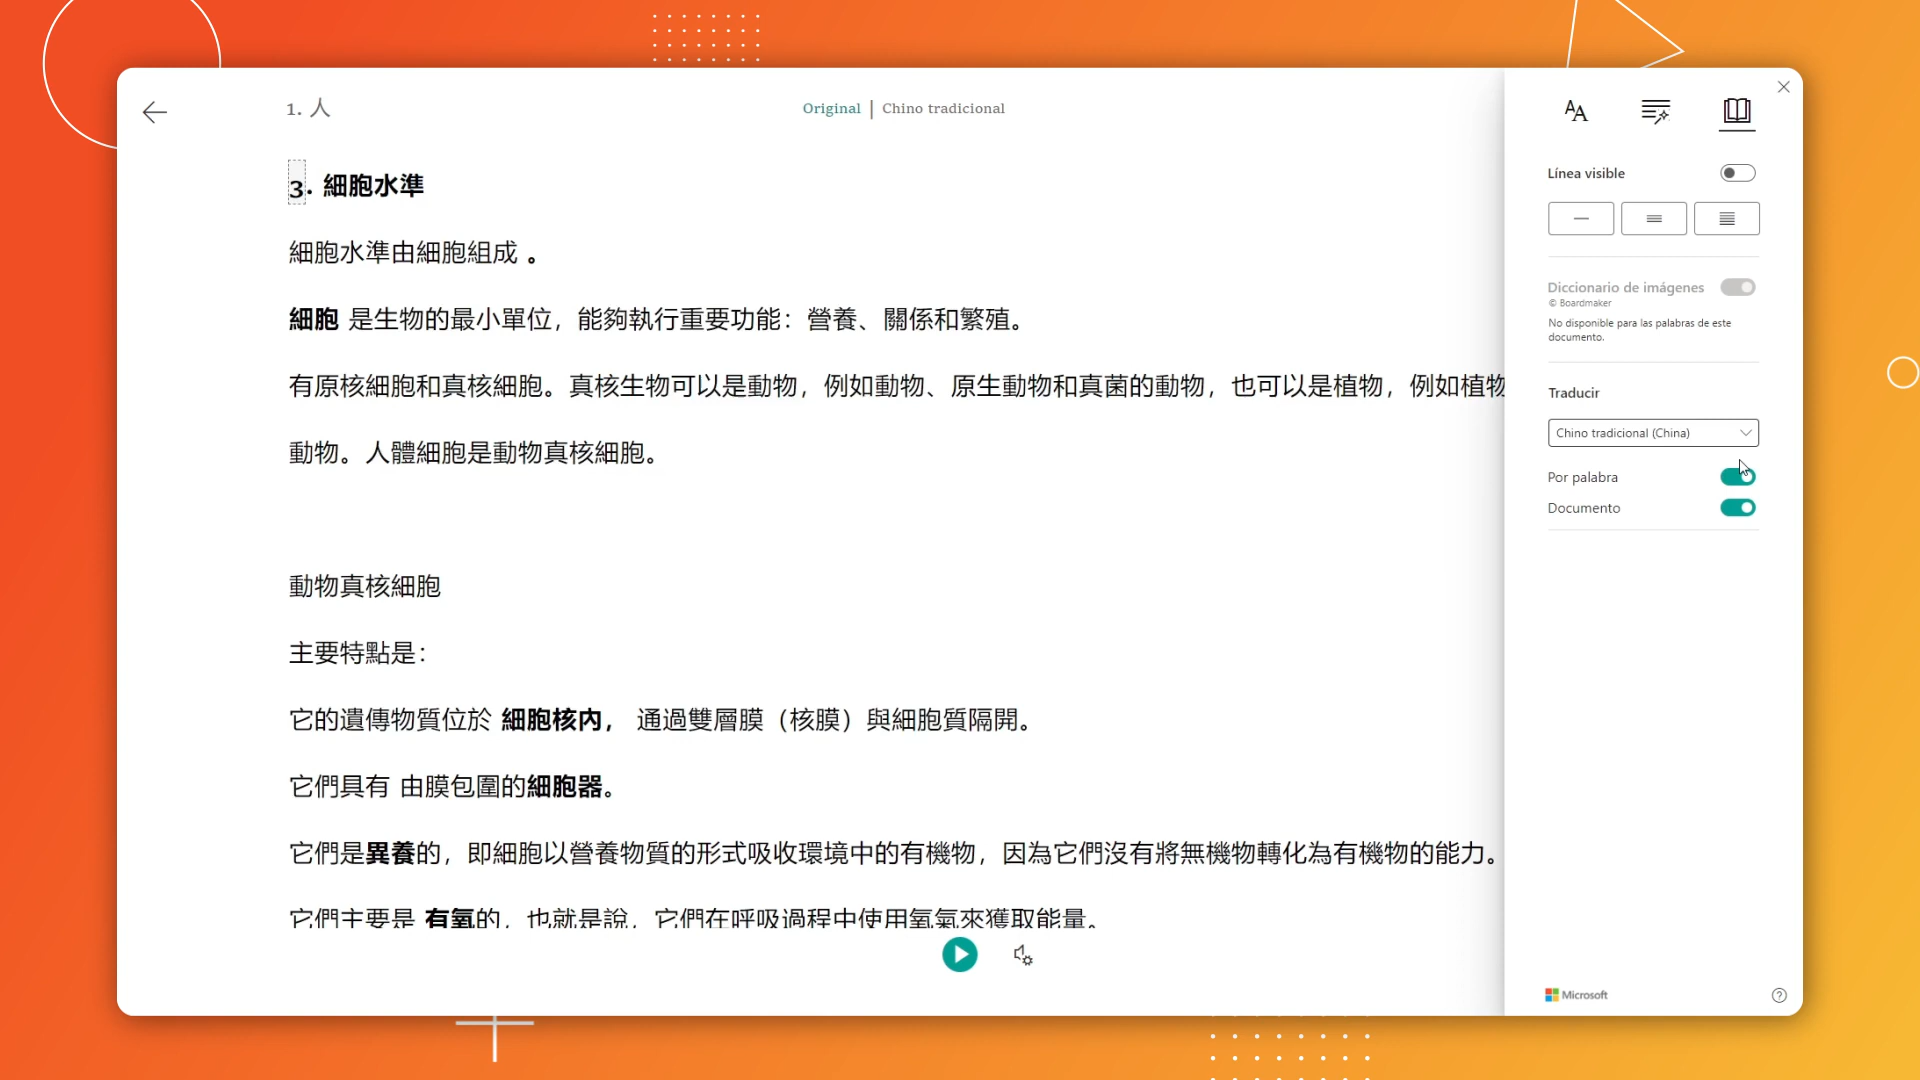 1. 人
Original | Chino tradicional
3. 細胞水準
細胞水準由細胞組成 。
細胞 是生物的最小單位，能夠執行重要功能：營養、關係和繁殖。
有原核細胞和真核細胞。真核生物可以是動物，例如動物、原生動物和真菌的動物，也可以是植物，例如植物
動物。人體細胞是動物真核細胞。
動物真核細胞
主要特點是：
它的遺傳物質位於 細胞核內， 通過雙層膜（核膜）與細胞質隔開。
它們具有 由膜包圍的細胞器。
它們是異養的，即細胞以營養物質的形式吸收環境中的有機物，因為它們沒有將無機物轉化為有機物的能力。
它們主要是 有氧的，也就是說，它們在呼吸過程中使用氧氣來獲取能量。
AA
Línea visible
Diccionario de imágenes
© Boardmaker
No disponible para las palabras de este
documento.
Traducir
Chino tradicional (China)
Por palabra
Documento
Microsoft
?